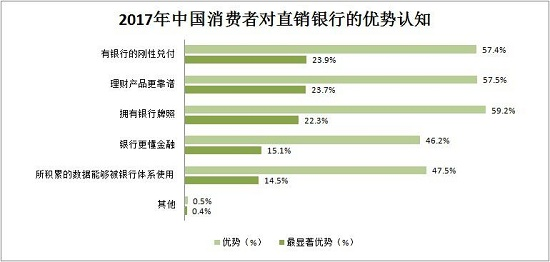 2017年中国消费者对直销银行的优势认知
有银行的刚性兑付
57.4%
23.9%
理财产品更靠谱
57.5%
23.7%
拥有银行牌照
59.2%
22.3%
银行更懂金融
46.2%
15.1%
所积累的数据能够被银行体系使用
47.5%
14.5%
其他
0.5%
0.4%
优势（%） 最显著优势（%）